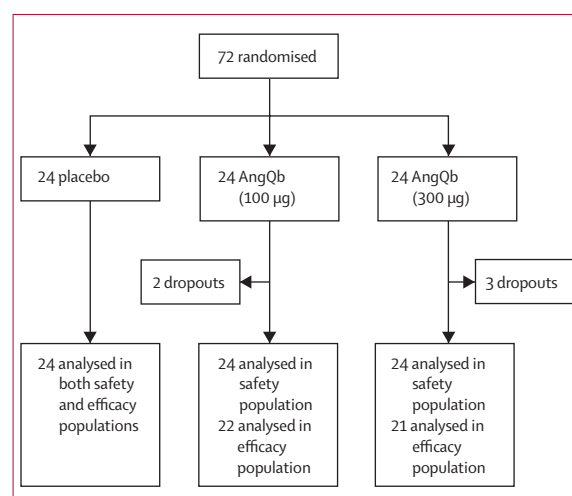 72 randomised
24 placebo
24 AngQb
(100 μg)
24 AngQb
(300 μg)
2 dropouts
3 dropouts
24 analysed in
both safety
and efficacy
populations
24 analysed in
safety
population
22 analysed in
efficacy
population
24 analysed in
safety
population
21 analysed in
efficacy
population